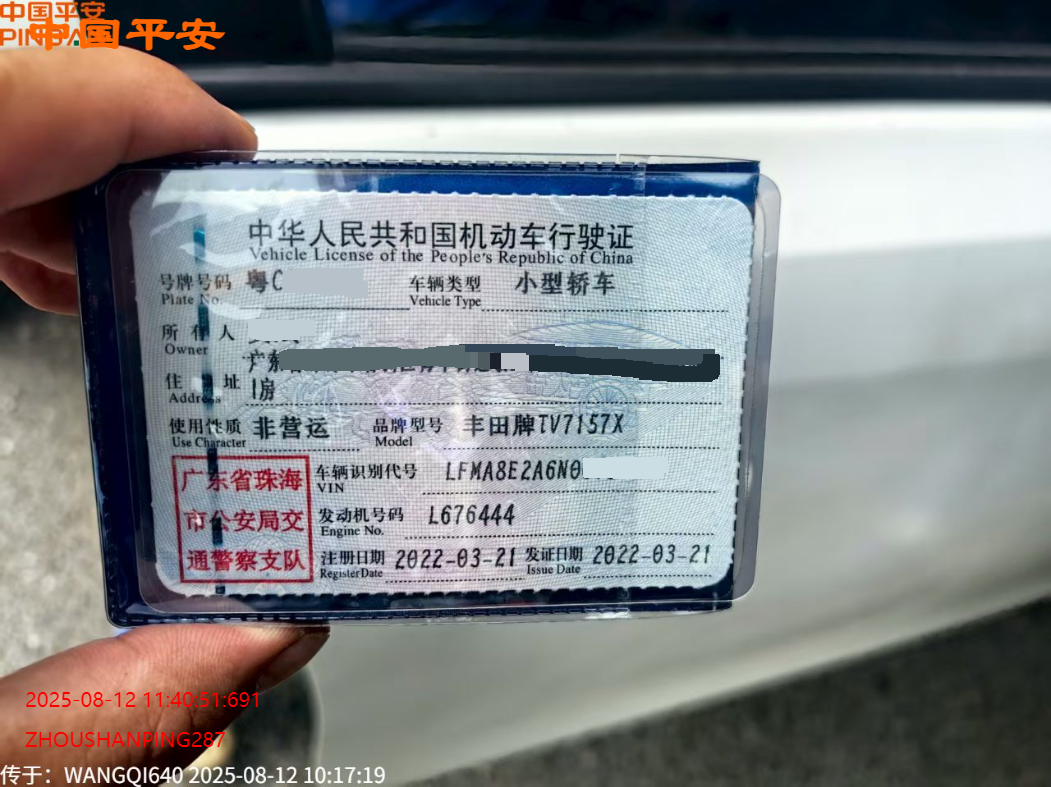 中国平安
中国平安
中华人民共和国机动车行驶证
Vehicle License of the People's Republic of China
号牌号码 粤C 车辆类型 小型轿车
Plate No. Vehicle Type
所有人
Owner
广东
住址 1房
Address
使用性质 非营运 品牌型号 丰田牌TV7157X
Use Character Model
广东省珠海 车辆识别代号 LFMA8E2A6N0
VIN
市公安局交 发动机号码 L676444
Engine No.
通警察支队 注册日期 2022-03-21 发证日期 2022-03-21
Register Date Issue Date
2025-08-12 11:40:51:691
ZHOUSHANPING287
传于：WANGQI640 2025-08-12 10:17:19